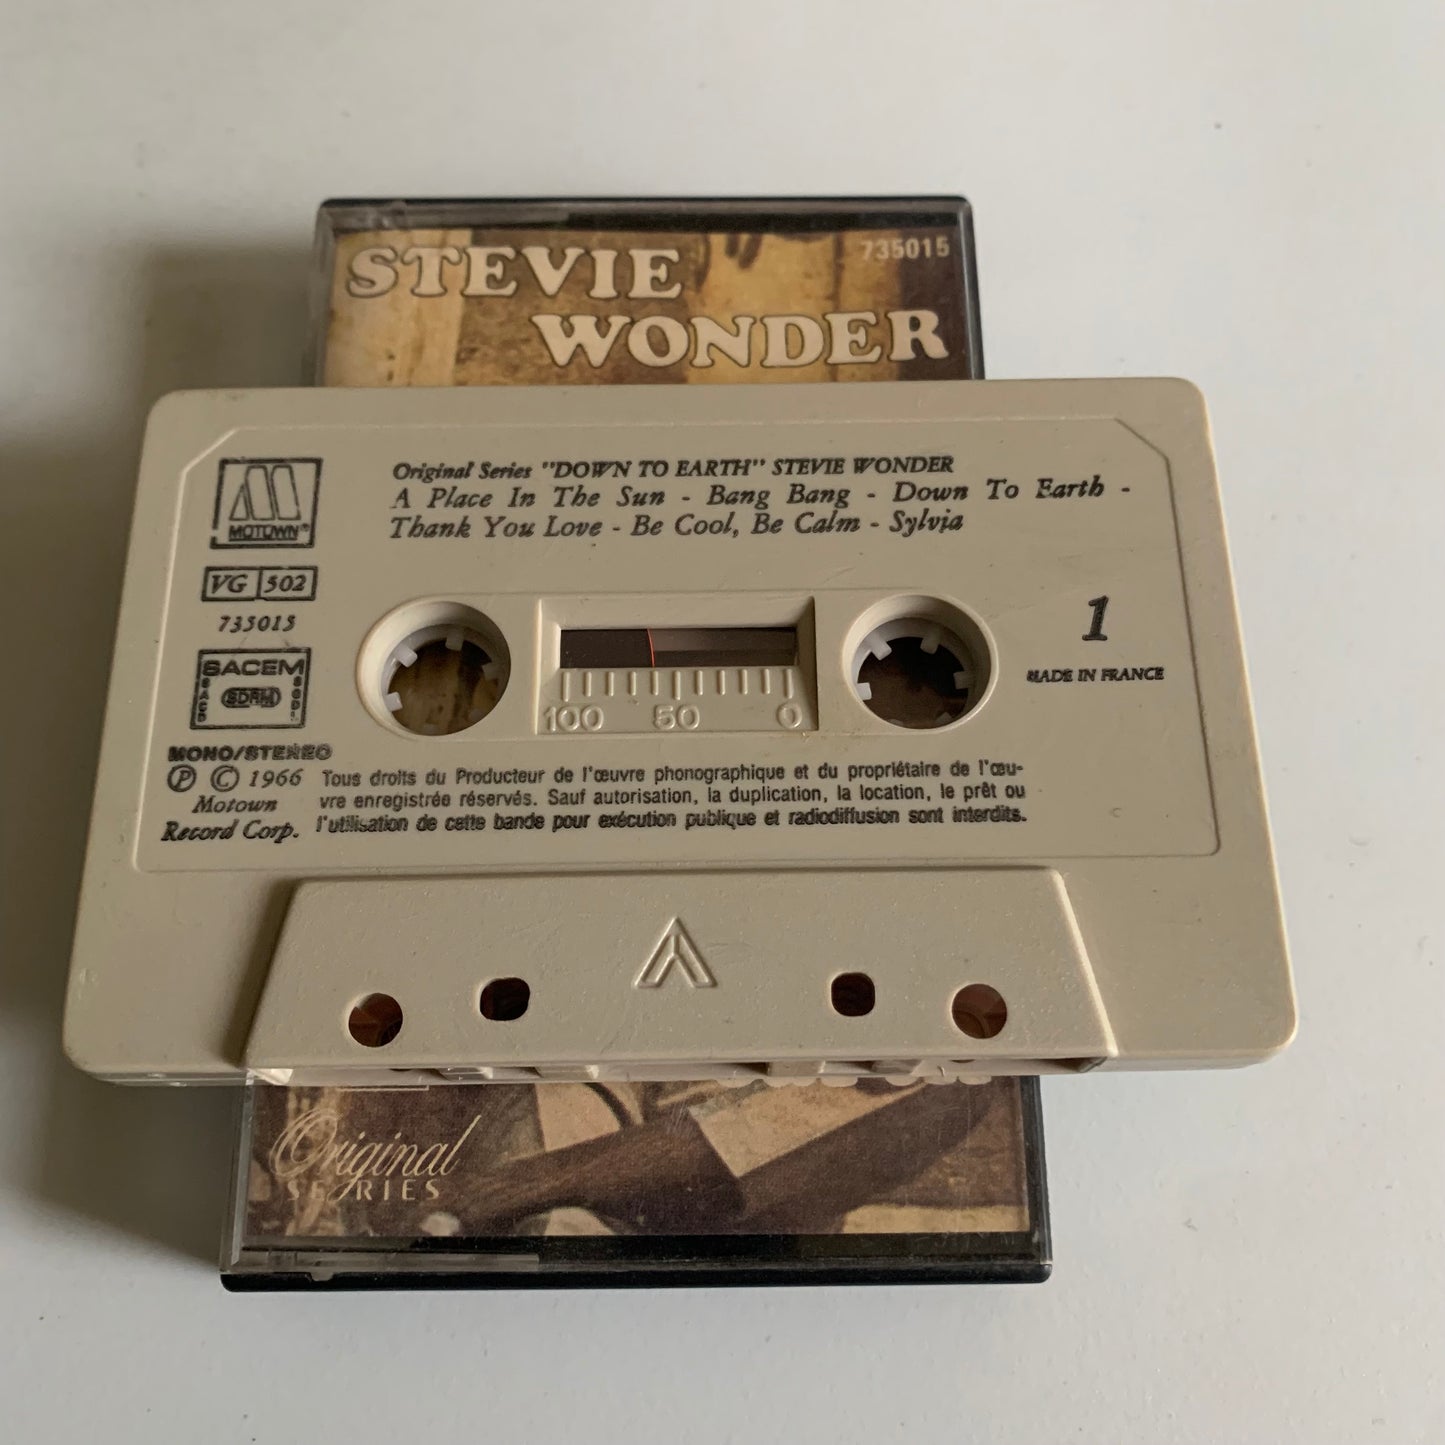 STEVIE
735015
WONDER
Original Series "DOWN TO EARTH" STEVIE WONDER
A Place In The Sun - Bang Bang - Down To Earth -
Thank You Love - Be Cool, Be Calm - Sylvia
MOTOWN®
VG 502
735015
SACEM
SACD SDRM SGDL
1
MADE IN FRANCE
100 50 0
MONO/STEREO
Ⓟ © 1966
Motown
Record Corp.
Tous droits du Producteur de l'œuvre phonographique et du propriétaire de l'œu-
vre enregistrée réservés. Sauf autorisation, la duplication, la location, le prêt ou
l'utilisation de cette bande pour exécution publique et radiodiffusion sont interdits.
Original
SERIES